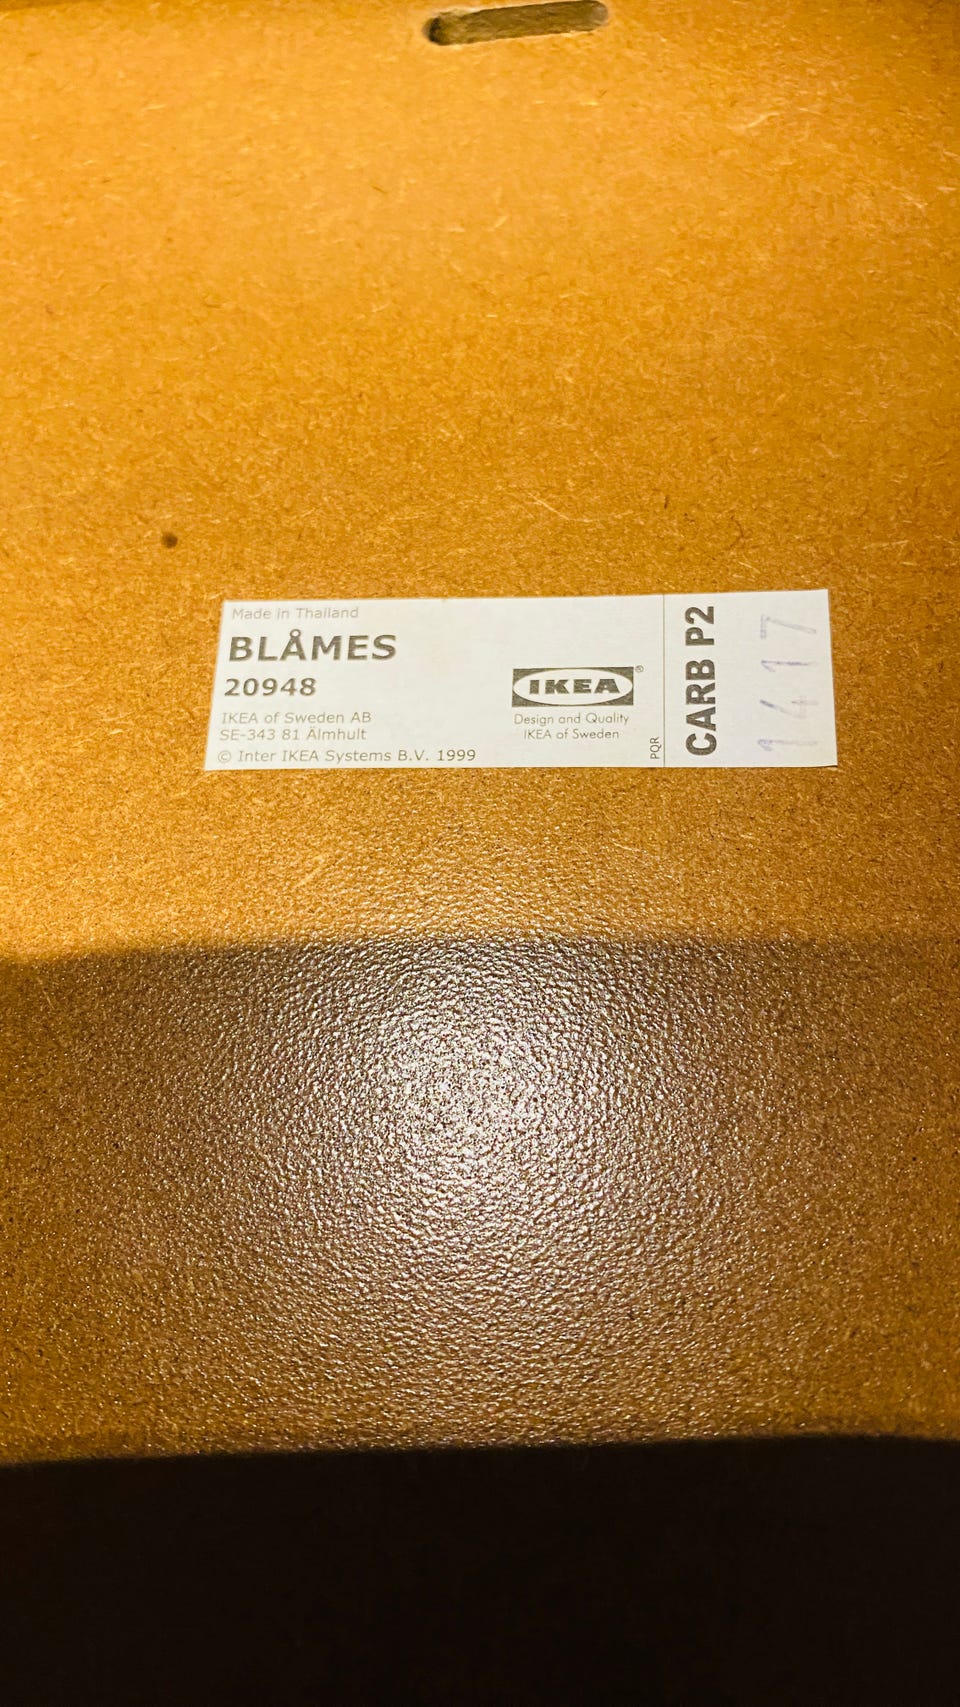 Made in Thailand
BLÅMES
20948
IKEA of Sweden AB
SE-343 81 Älmhult
© Inter IKEA Systems B.V. 1999
IKEA®
Design and Quality
IKEA of Sweden
PQR
CARB P2
1417